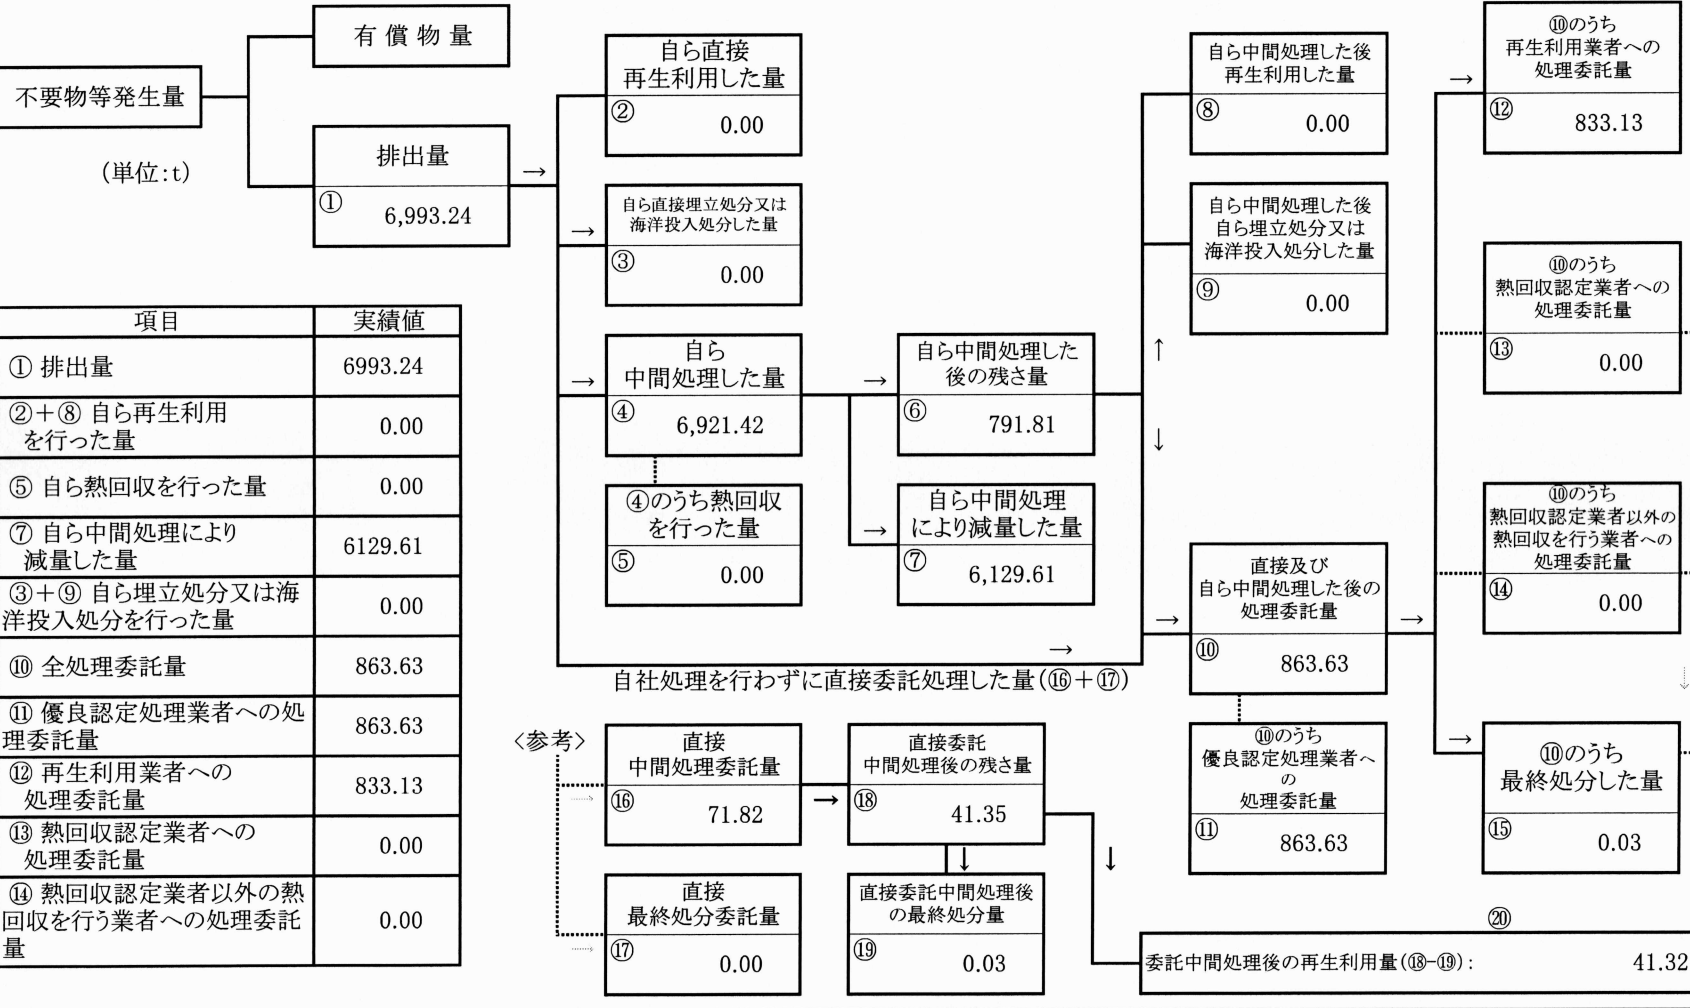 有償物量
不要物等発生量
(単位:t)
排出量
① 6,993.24
→
自ら直接
再生利用した量
② 0.00
→
自ら直接埋立処分又は
海洋投入処分した量
③ 0.00
→
自ら
中間処理した量
④ 6,921.42
④のうち熱回収
を行った量
⑤ 0.00
→
自ら中間処理した
後の残さ量
⑥ 791.81
→
自ら中間処理
により減量した量
⑦ 6,129.61
↑
↓
自ら中間処理した後
再生利用した量
⑧ 0.00
自ら中間処理した後
自ら埋立処分又は
海洋投入処分した量
⑨ 0.00
→
直接及び
自ら中間処理した後の
処理委託量
⑩ 863.63
⑩のうち
優良認定処理業者へ
の
処理委託量
⑪ 863.63
→
→
⑩のうち
再生利用業者への
処理委託量
⑫ 833.13
⑩のうち
熱回収認定業者への
処理委託量
⑬ 0.00
⑩のうち
熱回収認定業者以外の
熱回収を行う業者への
処理委託量
⑭ 0.00
↓
→
⑩のうち
最終処分した量
⑮ 0.03
→
自社処理を行わずに直接委託処理した量(⑯+⑰)
〈参考〉
→
直接
中間処理委託量
⑯ 71.82
→
直接
最終処分委託量
⑰ 0.00
→
直接委託
中間処理後の残さ量
⑱ 41.35
↓
直接委託中間処理後
の最終処分量
⑲ 0.03
↓
⑳
委託中間処理後の再生利用量(⑱-⑲): 41.32
項目 実績値
① 排出量 6993.24
②+⑧ 自ら再生利用
を行った量 0.00
⑤ 自ら熱回収を行った量 0.00
⑦ 自ら中間処理により
減量した量 6129.61
③+⑨ 自ら埋立処分又は海
洋投入処分を行った量 0.00
⑩ 全処理委託量 863.63
⑪ 優良認定処理業者への処
理委託量 863.63
⑫ 再生利用業者への
処理委託量 833.13
⑬ 熱回収認定業者への
処理委託量 0.00
⑭ 熱回収認定業者以外の熱
回収を行う業者への処理委託
量 0.00